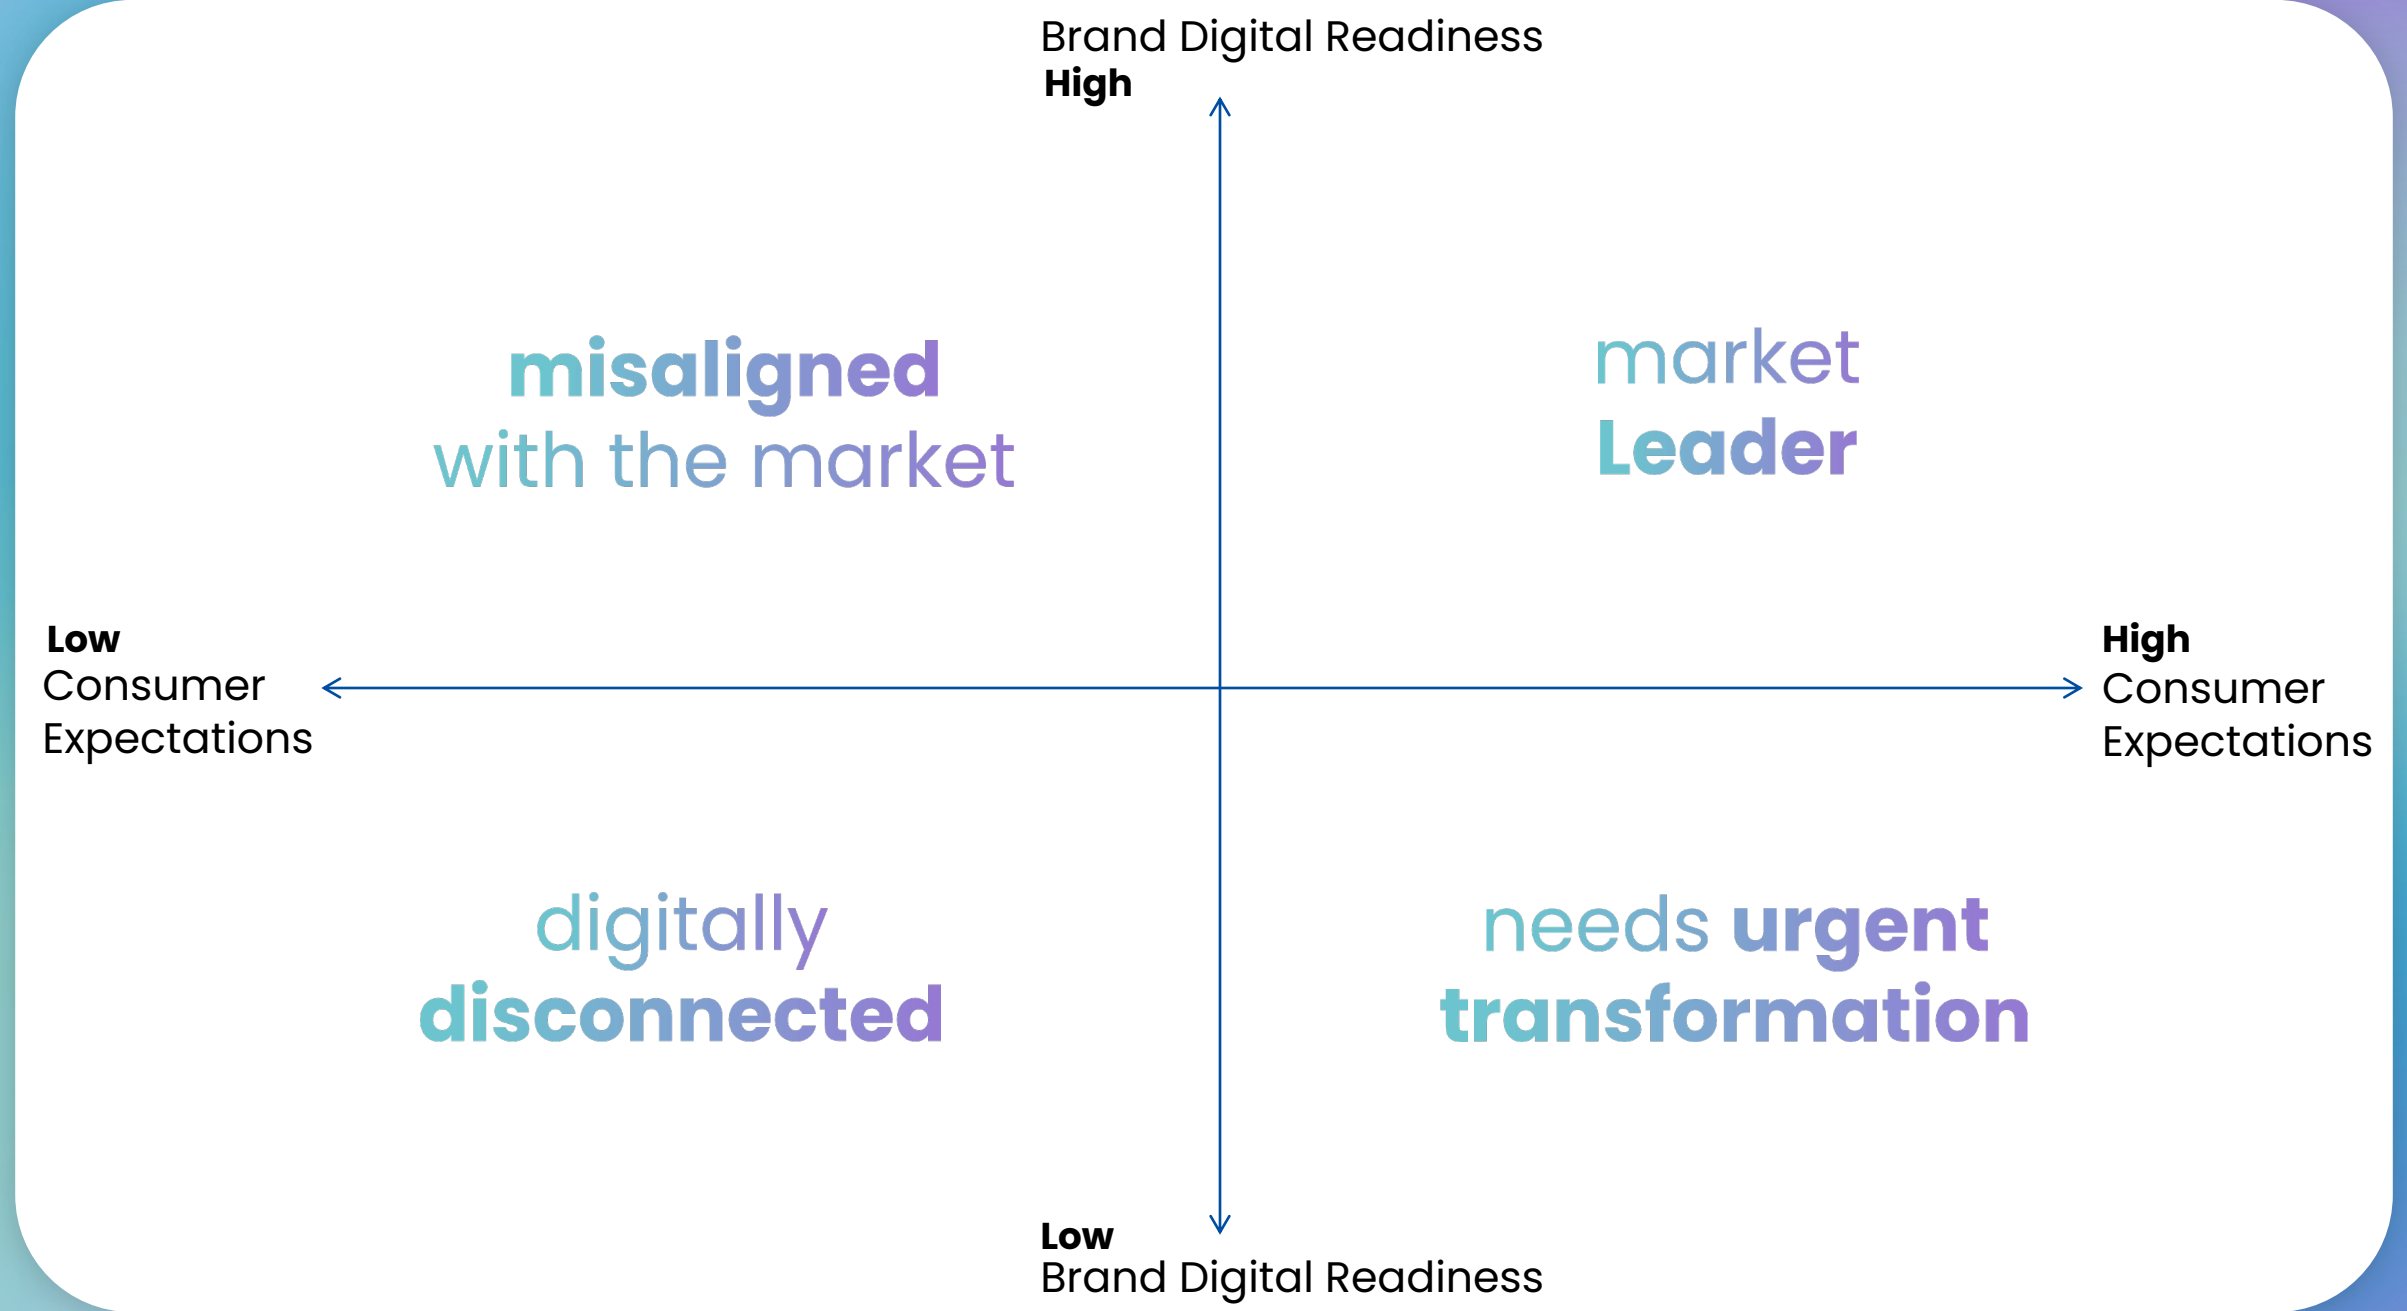 Brand Digital Readiness
High
misaligned
with the market
market
Leader
Low
Consumer
Expectations
High
Consumer
Expectations
digitally
disconnected
needs urgent
transformation
Low
Brand Digital Readiness